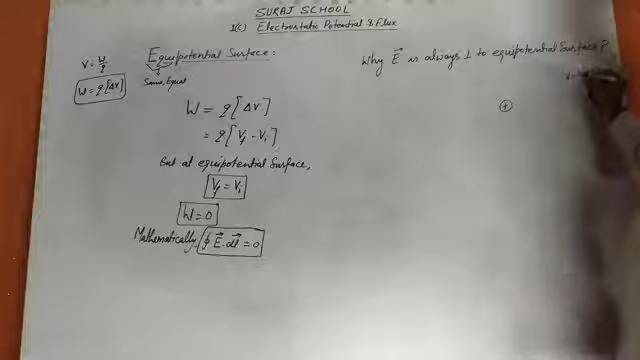 SURAJ SCHOOL
1(C) Electrostatic Potential & Flux
V = W/q
W = q[ΔV]
Equipotential Surface:
Same, Equal
W = q[ΔV]
= q[Vf - Vi]
But at equipotential Surface,
Vf = Vi
W = 0
Mathematically, ∮ E⃗ . dl⃗ = 0
Why E⃗ is always ⊥ to equipotential Surface?
+